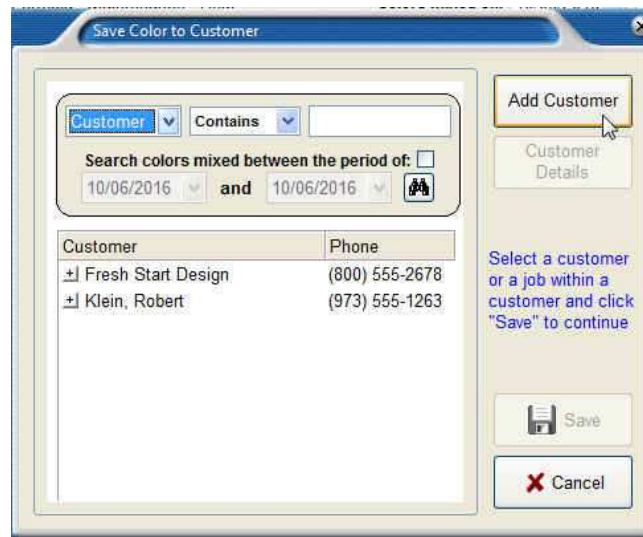 Save Color to Customer
Customer Contains
Search colors mixed between the period of:
10/06/2016 and 10/06/2016
Add Customer
Customer
Details
Customer Phone
Fresh Start Design (800) 555-2678
Klein, Robert (973) 555-1263
Select a customer
or a job within a
customer and click
"Save" to continue
Save
Cancel